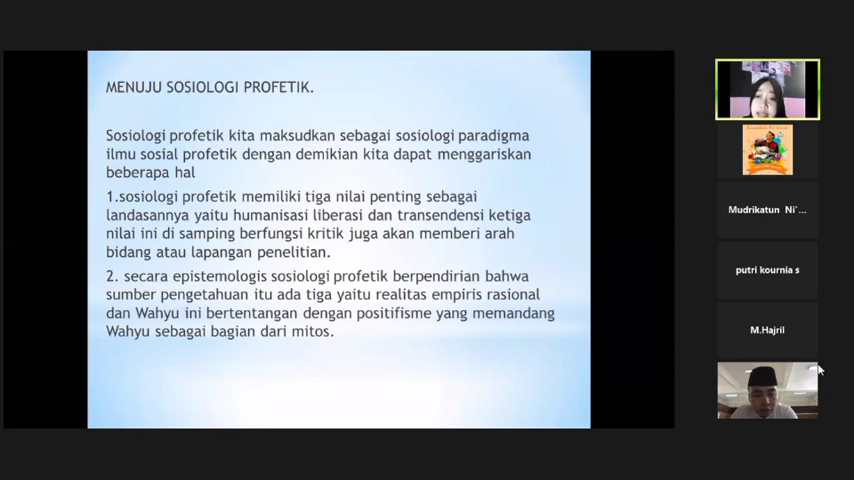 MENUJU SOSIOLOGI PROFETIK.
Sosiologi profetik kita maksudkan sebagai sosiologi paradigma
ilmu sosial profetik dengan demikian kita dapat menggariskan
beberapa hal
1.sosiologi profetik memiliki tiga nilai penting sebagai
landasannya yaitu humanisasi liberasi dan transendensi ketiga
nilai ini di samping berfungsi kritik juga akan memberi arah
bidang atau lapangan penelitian.
2. secara epistemologis sosiologi profetik berpendirian bahwa
sumber pengetahuan itu ada tiga yaitu realitas empiris rasional
dan Wahyu ini bertentangan dengan positifisme yang memandang
Wahyu sebagai bagian dari mitos.
Mudrikatun Ni'...
putri kournia s
M.Hajril